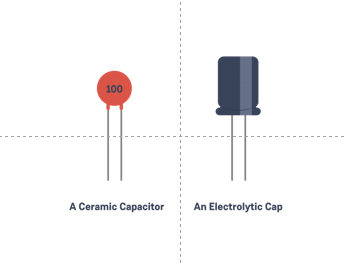 100
A Ceramic Capacitor
An Electrolytic Cap